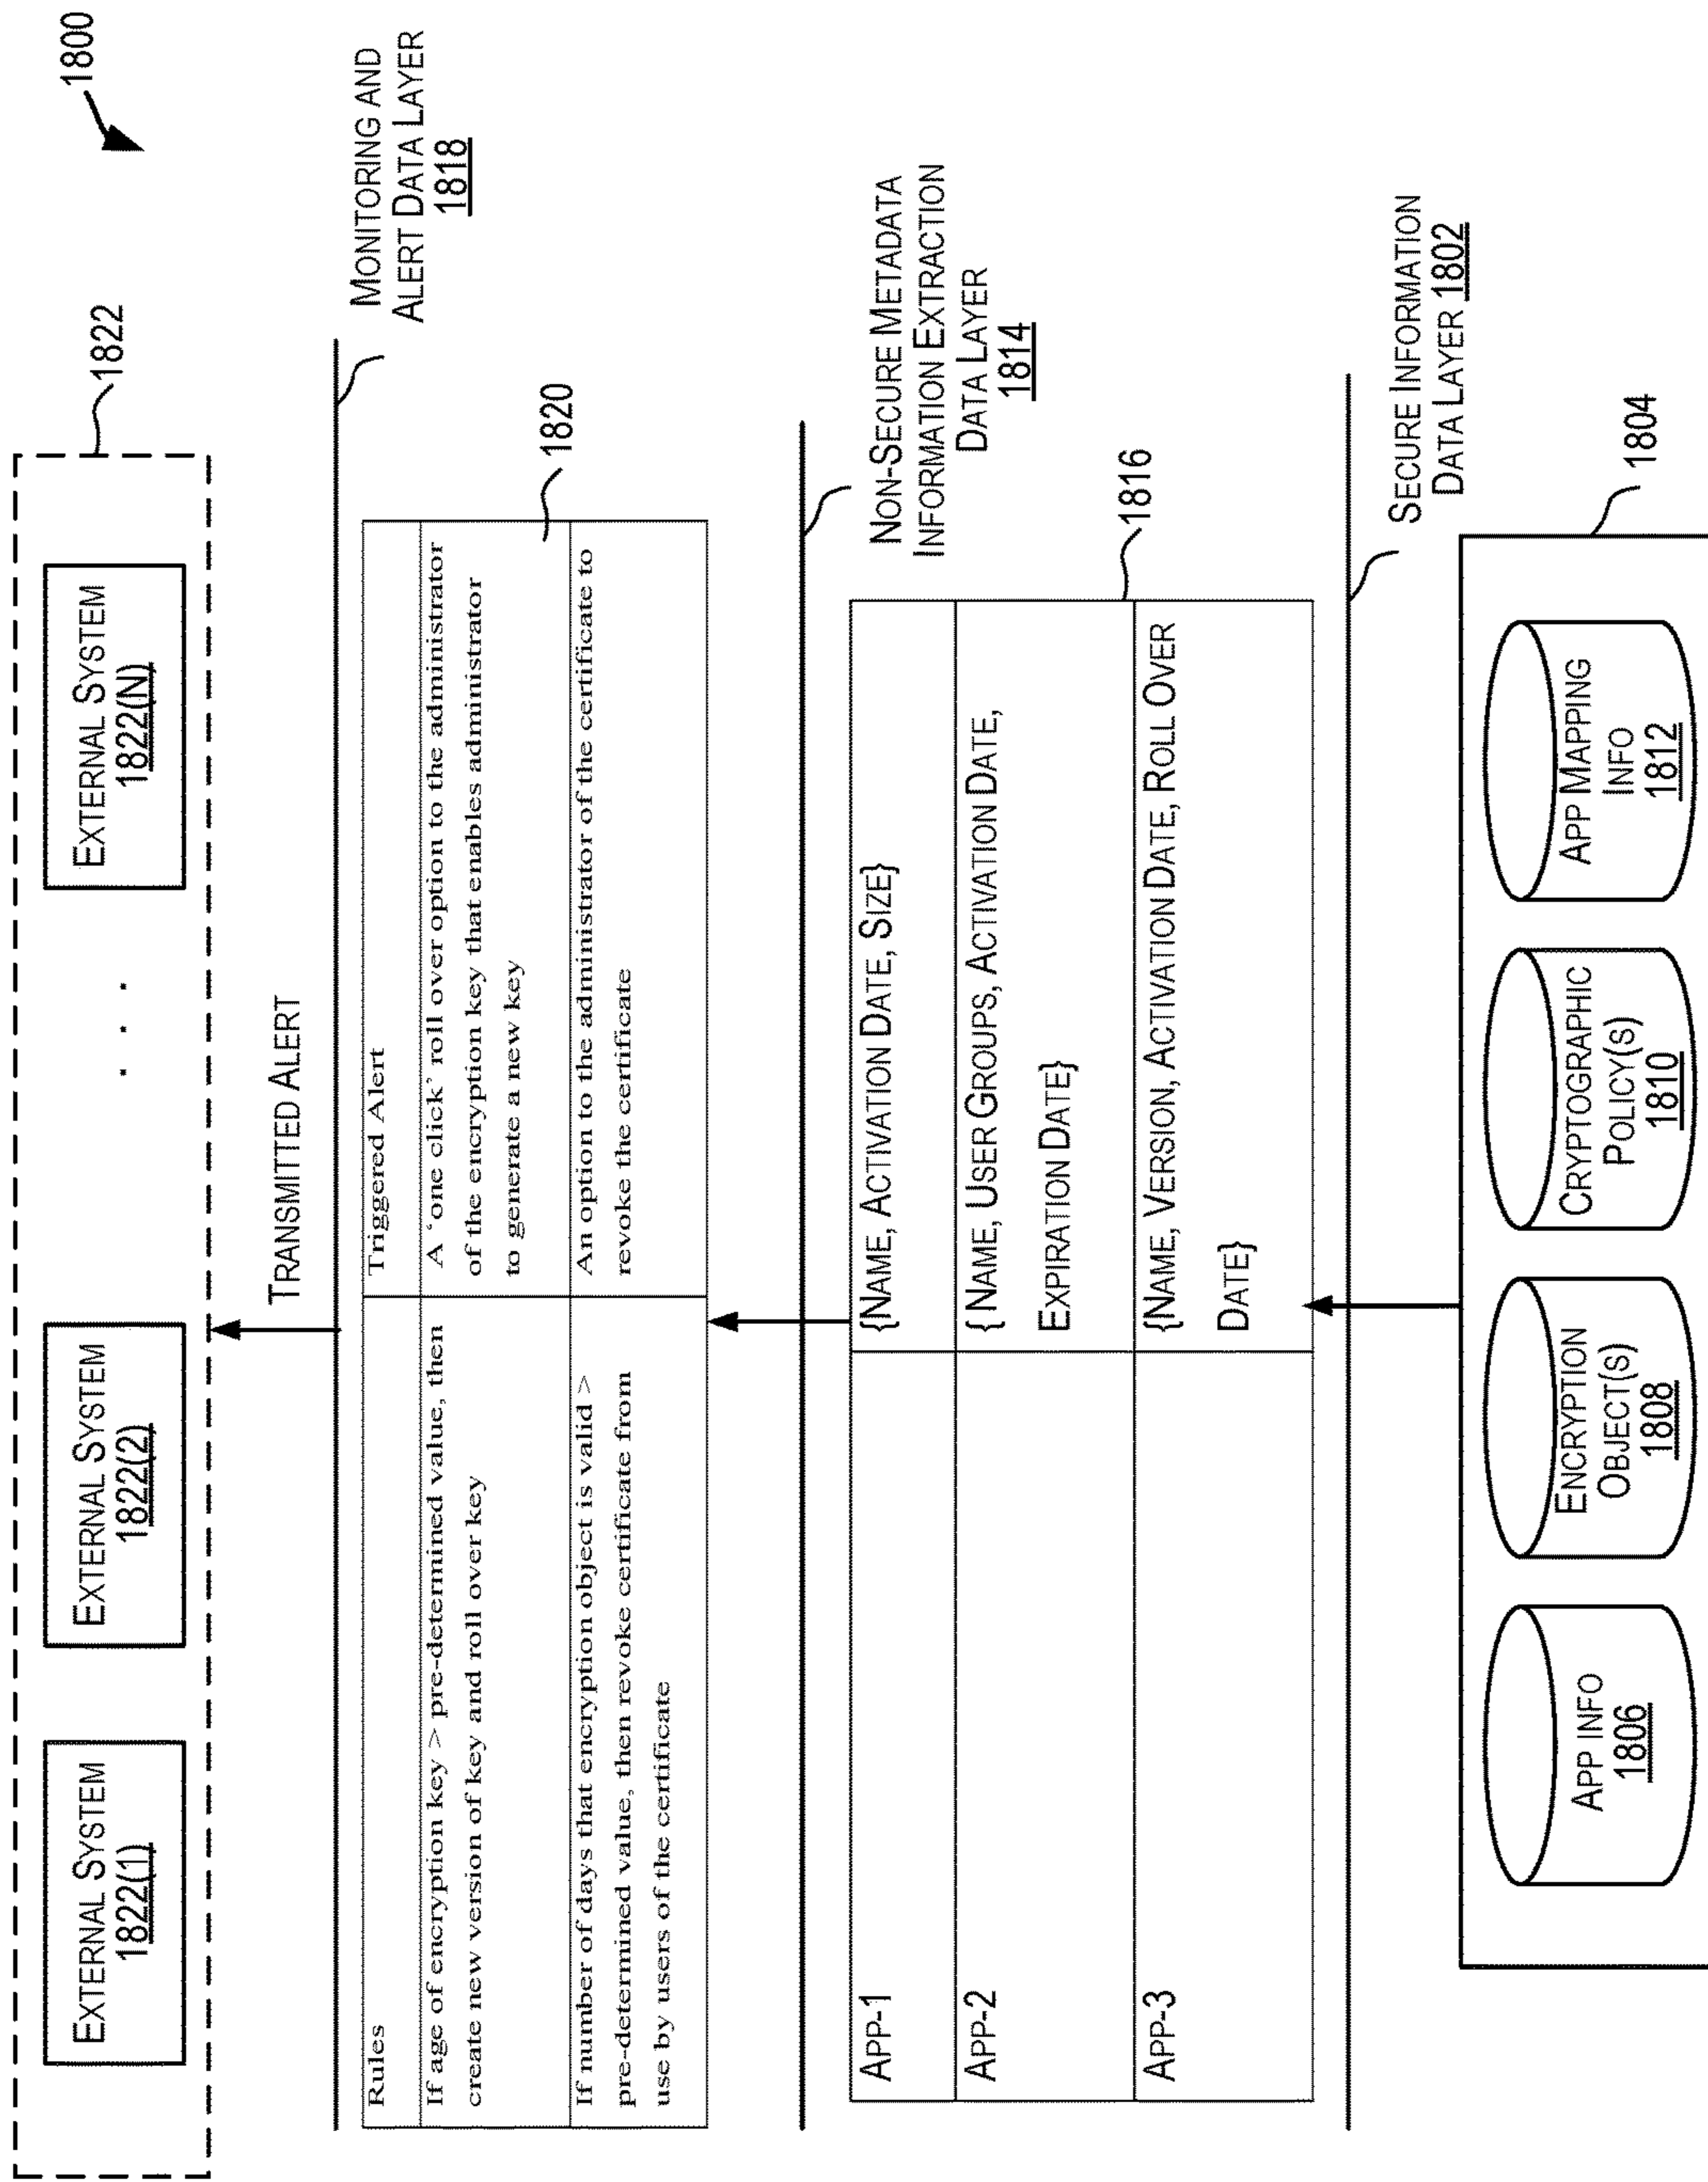 1800
EXTERNAL SYSTEM
1822(1)
EXTERNAL SYSTEM
1822(2)
. . .
EXTERNAL SYSTEM
1822(N)
1822
TRANSMITTED ALERT
MONITORING AND
ALERT DATA LAYER
1818
Rules
Triggered Alert
If age of encryption key > pre-determined value, then
create new version of key and roll over key
A 'one click' roll over option to the administrator
of the encryption key that enables administrator
to generate a new key
If number of days that encryption object is valid >
pre-determined value, then revoke certificate from
use by users of the certificate
An option to the administrator of the certificate to
revoke the certificate
1820
NON-SECURE METADATA
INFORMATION EXTRACTION
DATA LAYER
1814
APP-1
{NAME, ACTIVATION DATE, SIZE}
APP-2
{ NAME, USER GROUPS, ACTIVATION DATE,
EXPIRATION DATE}
APP-3
{NAME, VERSION, ACTIVATION DATE, ROLL OVER
DATE}
1816
SECURE INFORMATION
DATA LAYER 1802
1804
APP INFO
1806
ENCRYPTION
OBJECT(S)
1808
CRYPTOGRAPHIC
POLICY(S)
1810
APP MAPPING
INFO
1812